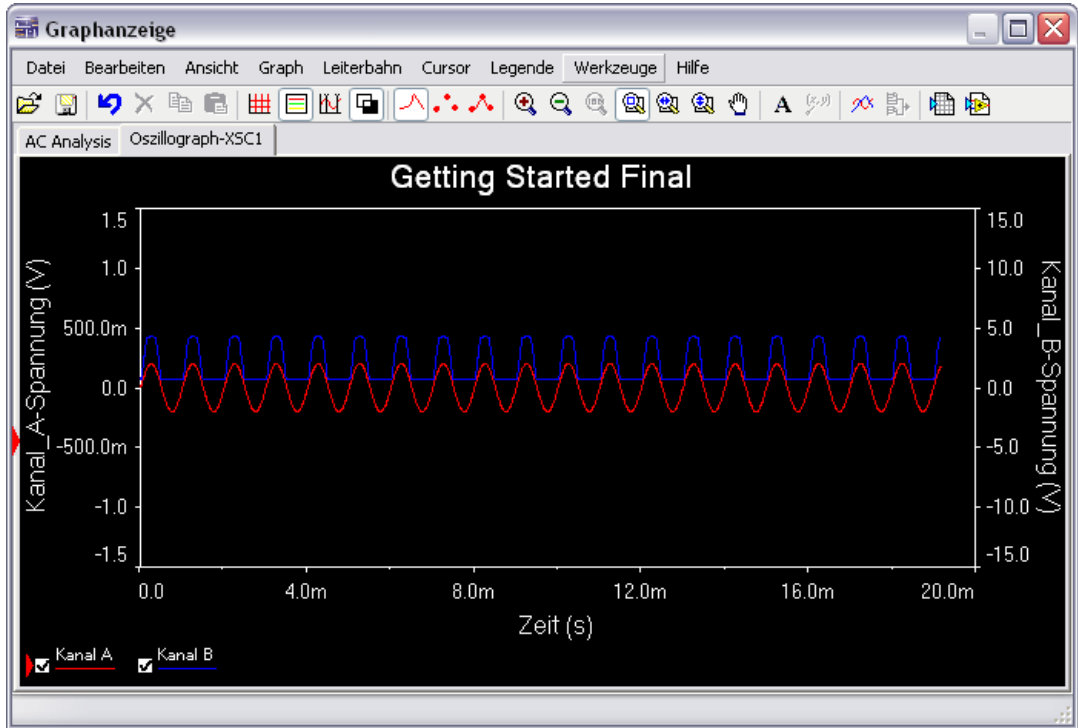 Graphanzeige
Datei Bearbeiten Ansicht Graph Leiterbahn Cursor Legende Werkzeuge Hilfe
AC Analysis Oszillograph-XSC1
Getting Started Final
Kanal_A-Spannung (V)
1.5
1.0
500.0m
0.0
-500.0m
-1.0
-1.5
15.0
10.0
5.0
0.0
-5.0
-10.0
-15.0
Kanal_B-Spannung (V)
0.0 4.0m 8.0m 12.0m 16.0m 20.0m
Zeit (s)
Kanal A Kanal B